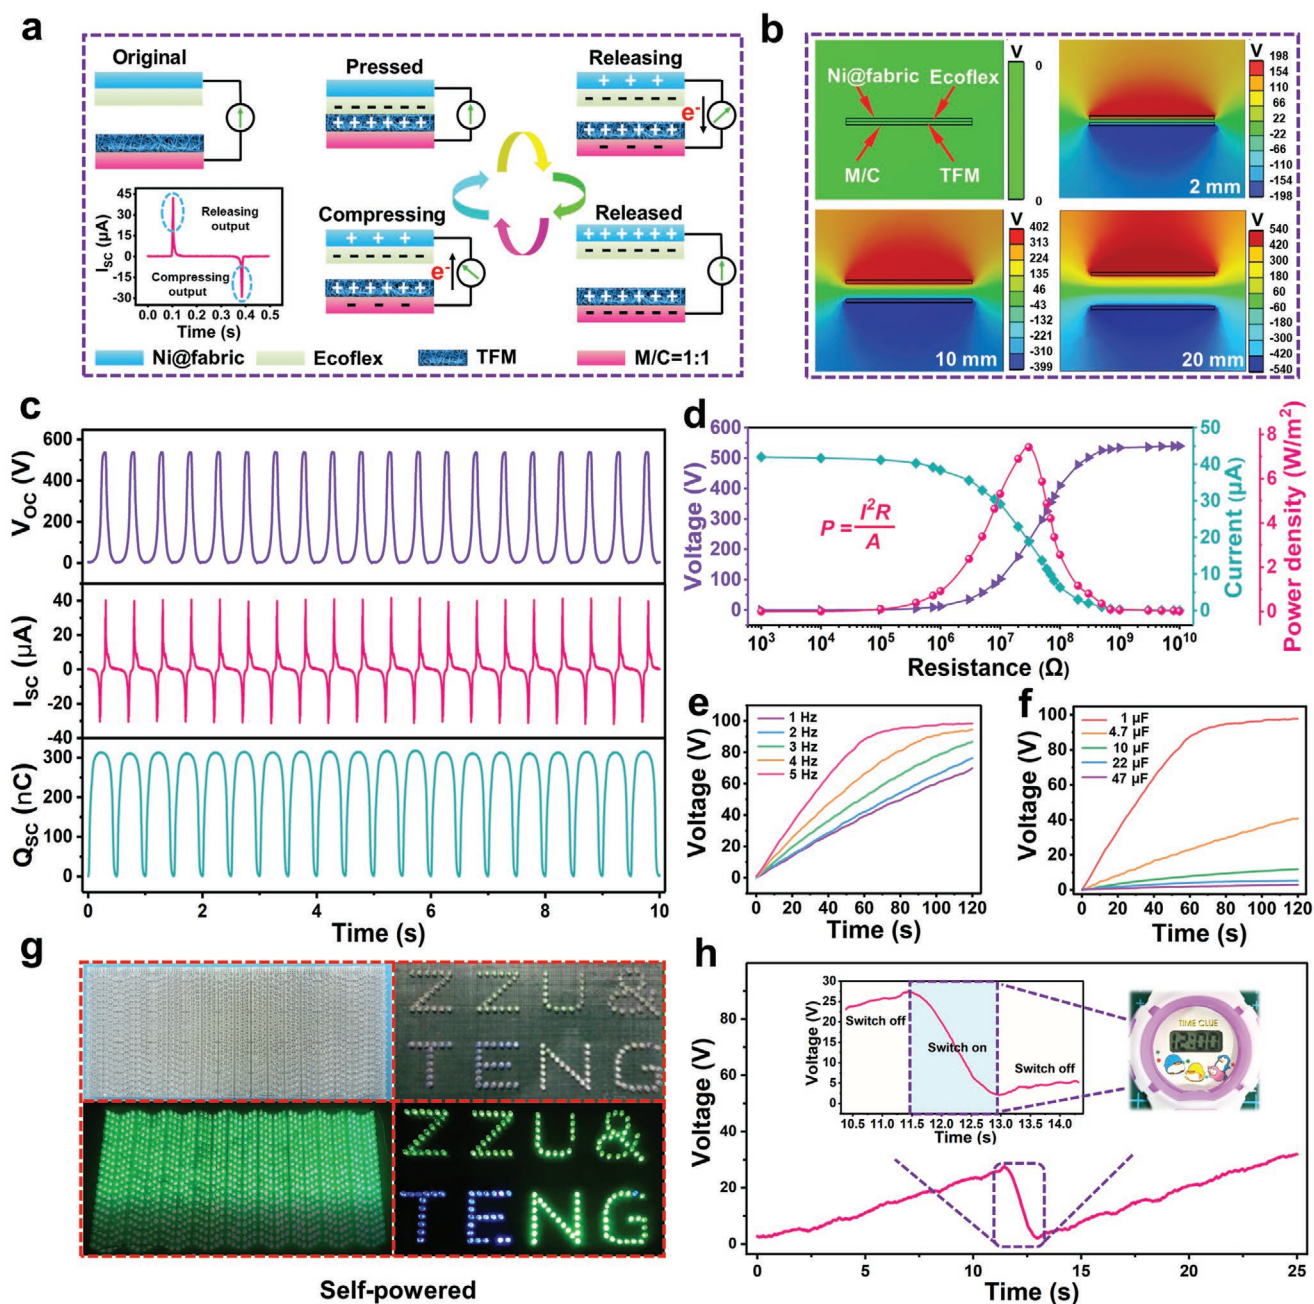 a
Original
Pressed
Releasing
e-
Compressing
Released
e-
ISC (μA)
45
30
15
0
-15
-30
Releasing
output
Compressing
output
0.0 0.1 0.2 0.3 0.4 0.5
Time (s)
Ni@fabric
Ecoflex
TFM
M/C=1:1
b
Ni@fabric
Ecoflex
M/C
TFM
V
0
0
V
198
154
110
66
22
-22
-66
-110
-154
-198
2 mm
V
402
313
224
135
46
-43
-132
-221
-310
-399
10 mm
V
540
420
300
180
60
-60
-180
-300
-420
-540
20 mm
c
VOC (V)
600
400
200
0
ISC (μA)
40
20
0
-20
-40
QSC (nC)
300
200
100
0
0 2 4 6 8 10
Time (s)
d
Voltage (V)
600
500
400
300
200
100
0
P = I²R/A
50
40
30
20
10
0
Current (μA)
8
6
4
2
0
Power density (W/m²)
10³ 10⁴ 10⁵ 10⁶ 10⁷ 10⁸ 10⁹ 10¹⁰
Resistance (Ω)
e
Voltage (V)
100
80
60
40
20
0
1 Hz
2 Hz
3 Hz
4 Hz
5 Hz
0 20 40 60 80 100 120
Time (s)
f
Voltage (V)
100
80
60
40
20
0
1 μF
4.7 μF
10 μF
22 μF
47 μF
0 20 40 60 80 100 120
Time (s)
g
ZZU&
TENG
ZZU&
TENG
Self-powered
h
Voltage (V)
80
60
40
20
0
Voltage (V)
30
25
20
15
10
5
0
Switch off
Switch on
Switch off
10.5 11.0 11.5 12.0 12.5 13.0 13.5 14.0
Time (s)
TIME CLUE
12:00
0 5 10 15 20 25
Time (s)